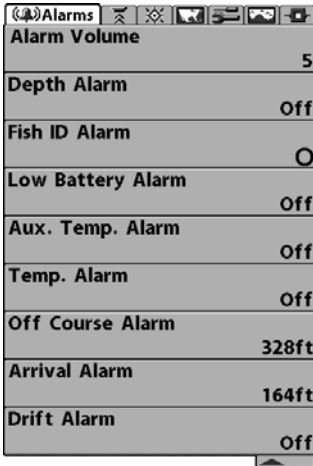 Alarms
Alarm Volume
5
Depth Alarm
Off
Fish ID Alarm
O
Low Battery Alarm
Off
Aux. Temp. Alarm
Off
Temp. Alarm
Off
Off Course Alarm
328ft
Arrival Alarm
164ft
Drift Alarm
Off